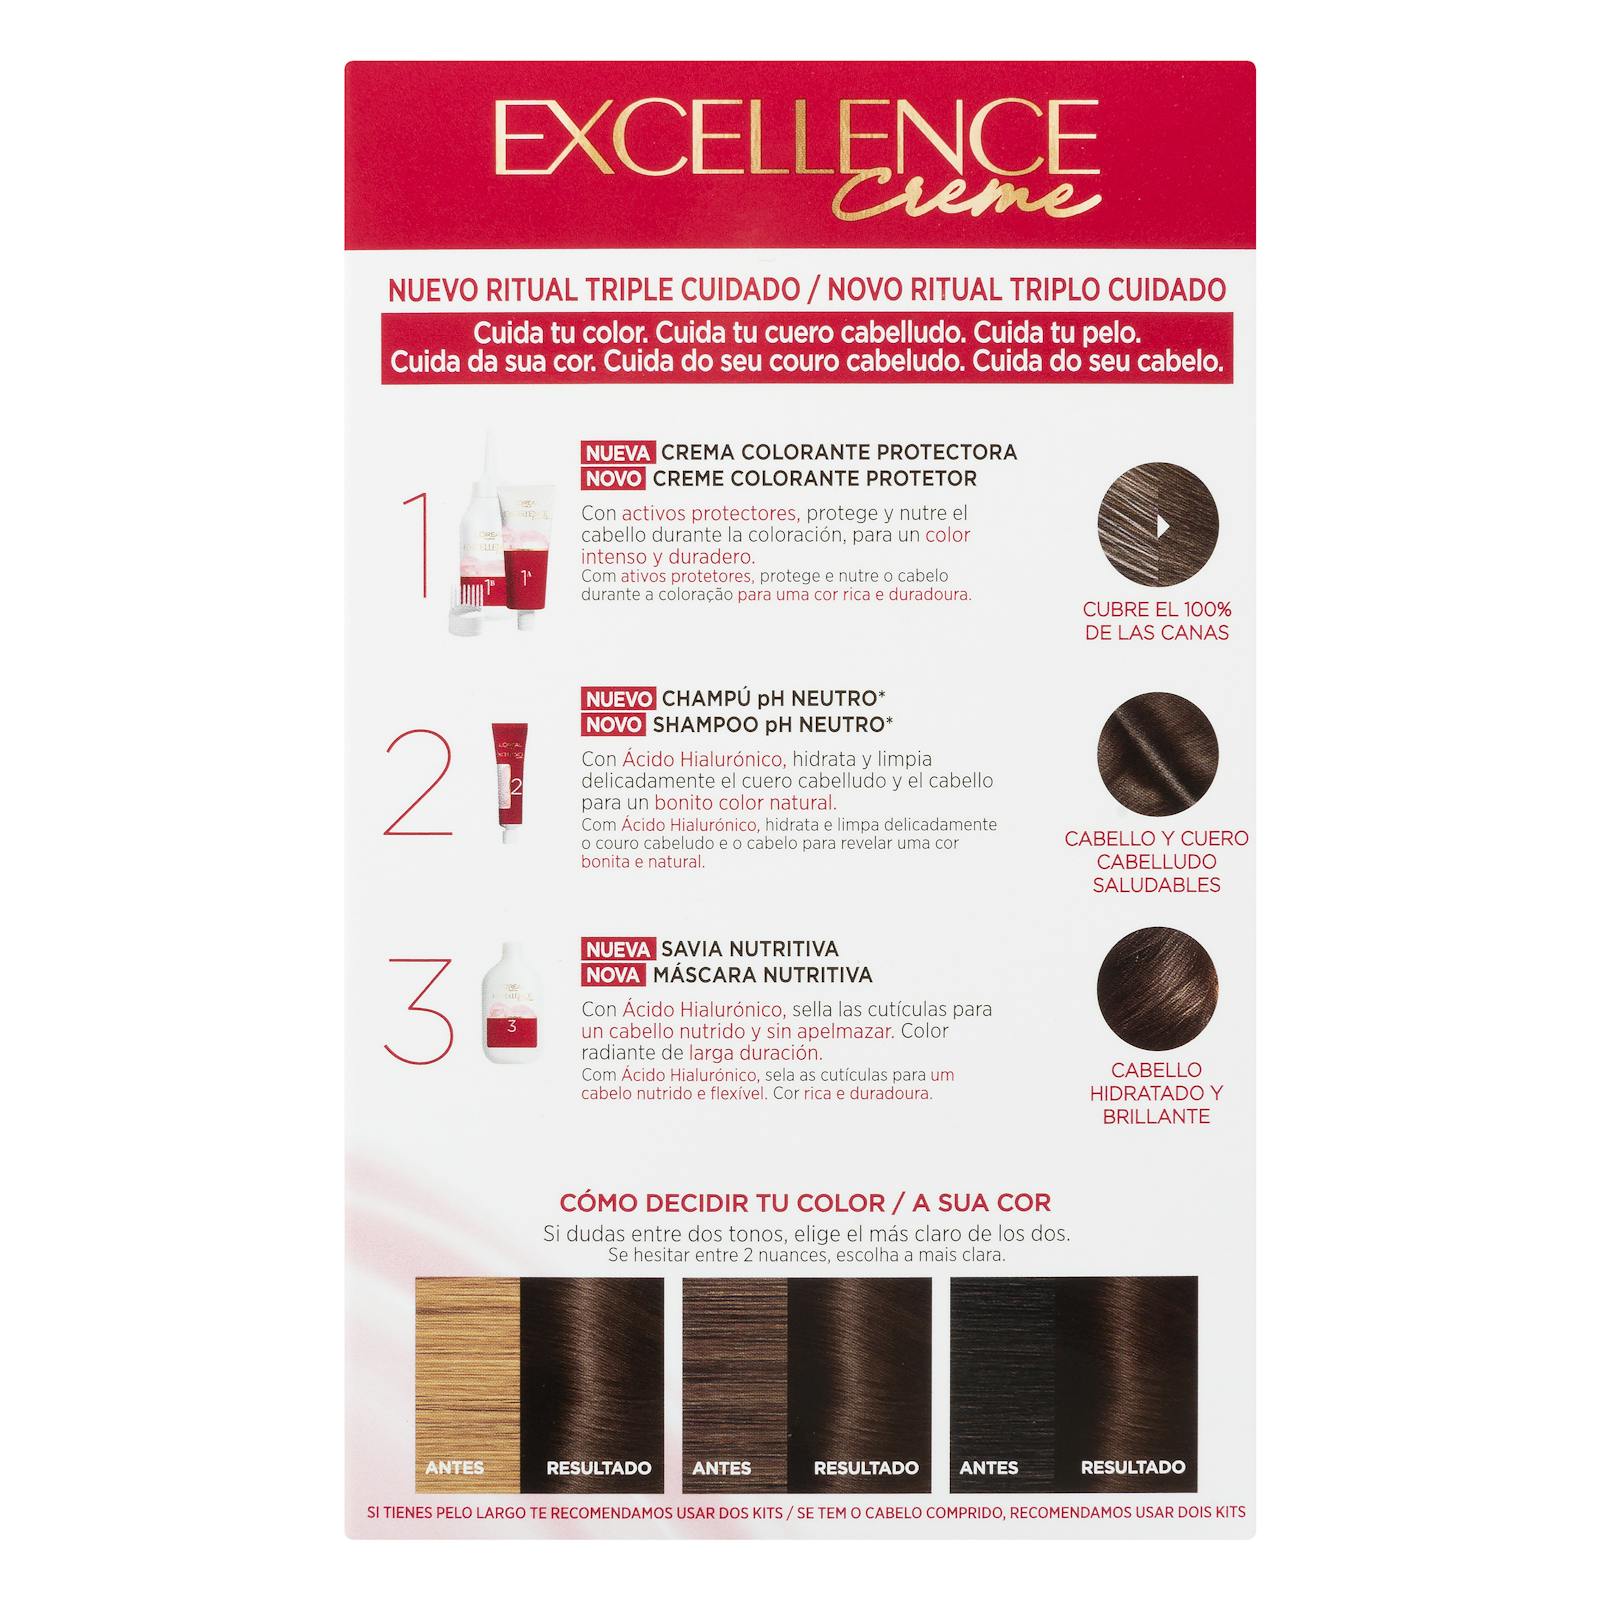 EXCELLENCE
Creme
NUEVO RITUAL TRIPLE CUIDADO / NOVO RITUAL TRIPLO CUIDADO
Cuida tu color. Cuida tu cuero cabelludo. Cuida tu pelo.
Cuida da sua cor. Cuida do seu couro cabeludo. Cuida do seu cabelo.
1
1B
1A
NUEVA CREMA COLORANTE PROTECTORA
NOVO CREME COLORANTE PROTETOR
Con activos protectores, protege y nutre el
cabello durante la coloración, para un color
intenso y duradero.
Com ativos protetores, protege e nutre o cabelo
durante a coloração para uma cor rica e duradoura.
CUBRE EL 100%
DE LAS CANAS
2
2
NUEVO CHAMPÚ pH NEUTRO*
NOVO SHAMPOO pH NEUTRO*
Con Ácido Hialurónico, hidrata y limpia
delicadamente el cuero cabelludo y el cabello
para un bonito color natural.
Com Ácido Hialurónico, hidrata e limpa delicadamente
o couro cabeludo e o cabelo para revelar uma cor
bonita e natural.
CABELLO Y CUERO
CABELLUDO
SALUDABLES
3
3
NUEVA SAVIA NUTRITIVA
NOVA MÁSCARA NUTRITIVA
Con Ácido Hialurónico, sella las cutículas para
un cabello nutrido y sin apelmazar. Color
radiante de larga duración.
Com Ácido Hialurónico, sela as cutículas para um
cabelo nutrido e flexível. Cor rica e duradoura.
CABELLO
HIDRATADO Y
BRILLANTE
CÓMO DECIDIR TU COLOR / A SUA COR
Si dudas entre dos tonos, elige el más claro de los dos.
Se hesitar entre 2 nuances, escolha a mais clara.
ANTES RESULTADO ANTES RESULTADO ANTES RESULTADO
SI TIENES PELO LARGO TE RECOMENDAMOS USAR DOS KITS / SE TEM O CABELO COMPRIDO, RECOMENDAMOS USAR DOIS KITS